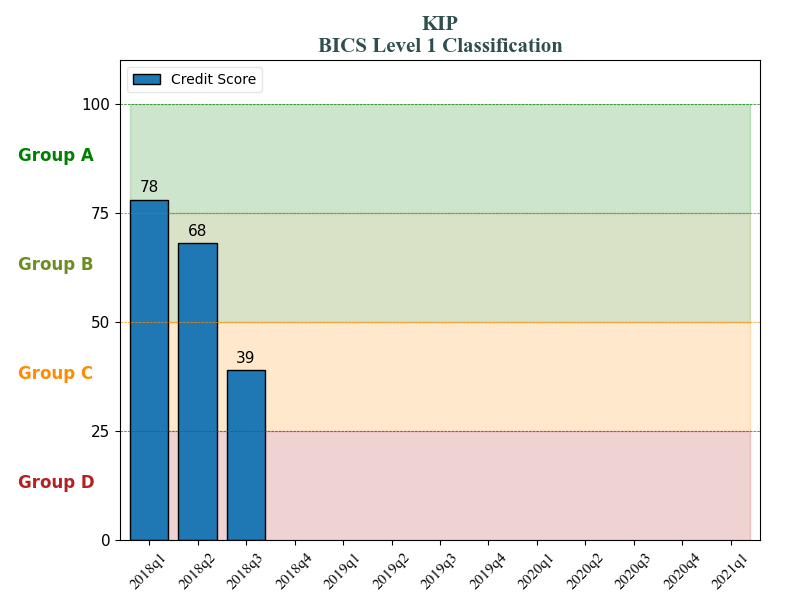 KIP
BICS Level 1 Classification
Credit Score
100
Group A
78
75
68
Group B
50
39
Group C
25
Group D
0
2018q1 2018q2 2018q3 2018q4 2019q1 2019q2 2019q3 2019q4 2020q1 2020q2 2020q3 2020q4 2021q1